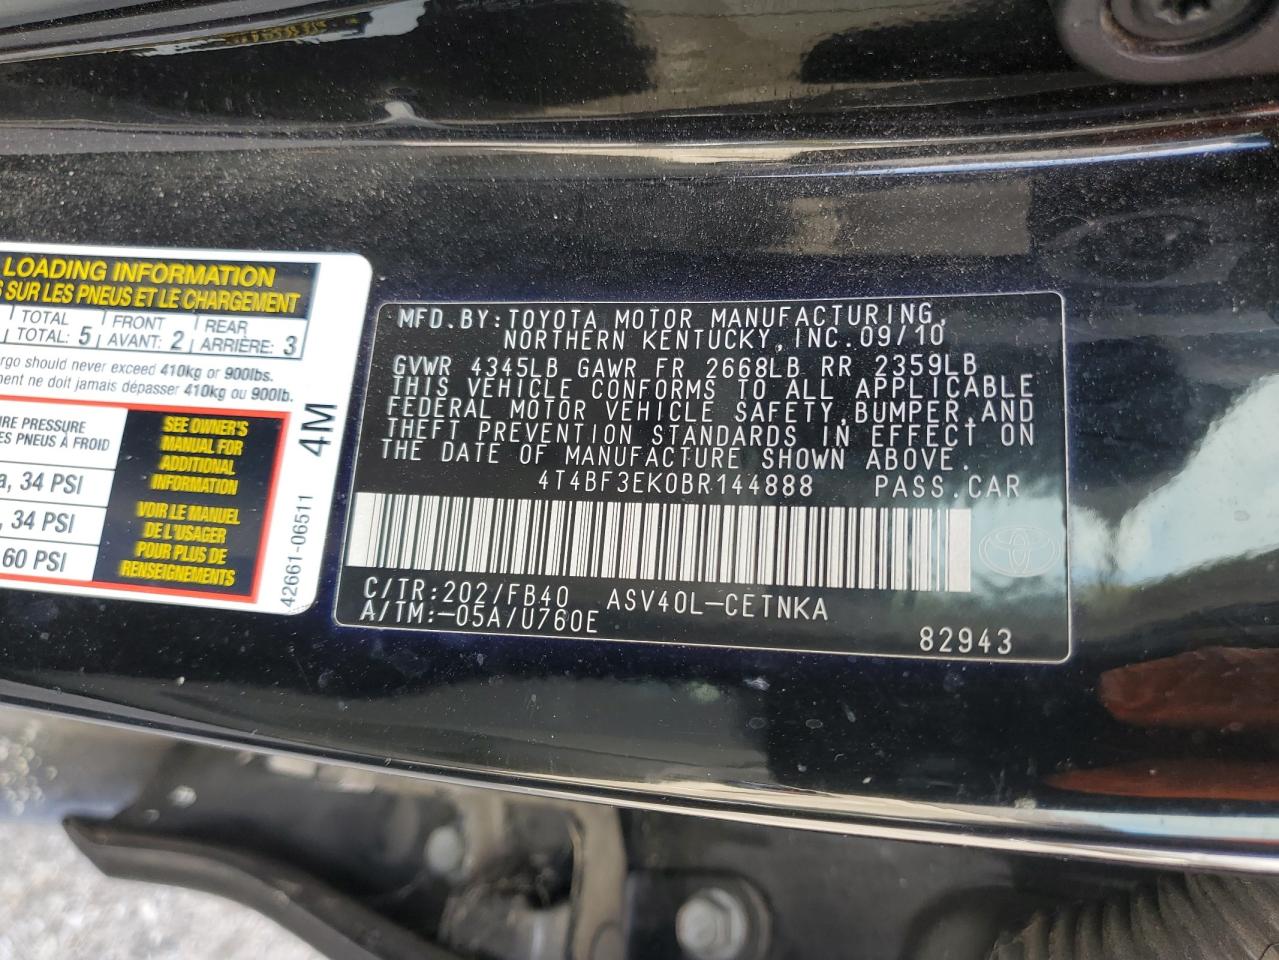 LOADING INFORMATION
SUR LES PNEUS ET LE CHARGEMENT
TOTAL
TOTAL: 5
FRONT
AVANT: 2
REAR
ARRIÈRE: 3
should never exceed 410kg or 900lbs.
ne doit jamais dépasser 410kg ou 900lb.
PRESSURE
PNEUS À FROID
34 PSI
34 PSI
60 PSI
SEE OWNER'S
MANUAL FOR
ADDITIONAL
INFORMATION
VOIR LE MANUEL
DE L'USAGER
POUR PLUS DE
RENSEIGNEMENTS
42661-06511
4M
MFD.BY:TOYOTA MOTOR MANUFACTURING,
NORTHERN KENTUCKY,INC.09/10
GVWR 4345LB GAWR FR 2668LB RR 2359LB
THIS VEHICLE CONFORMS TO ALL APPLICABLE
FEDERAL MOTOR VEHICLE SAFETY,BUMPER,AND
THEFT PREVENTION STANDARDS IN EFFECT ON
THE DATE OF MANUFACTURE SHOWN ABOVE.
4T4BF3EK0BR144888 PASS.CAR
C/TR:202/FB40 ASV40L-CETNKA
A/TM:-05A/U760E
82943